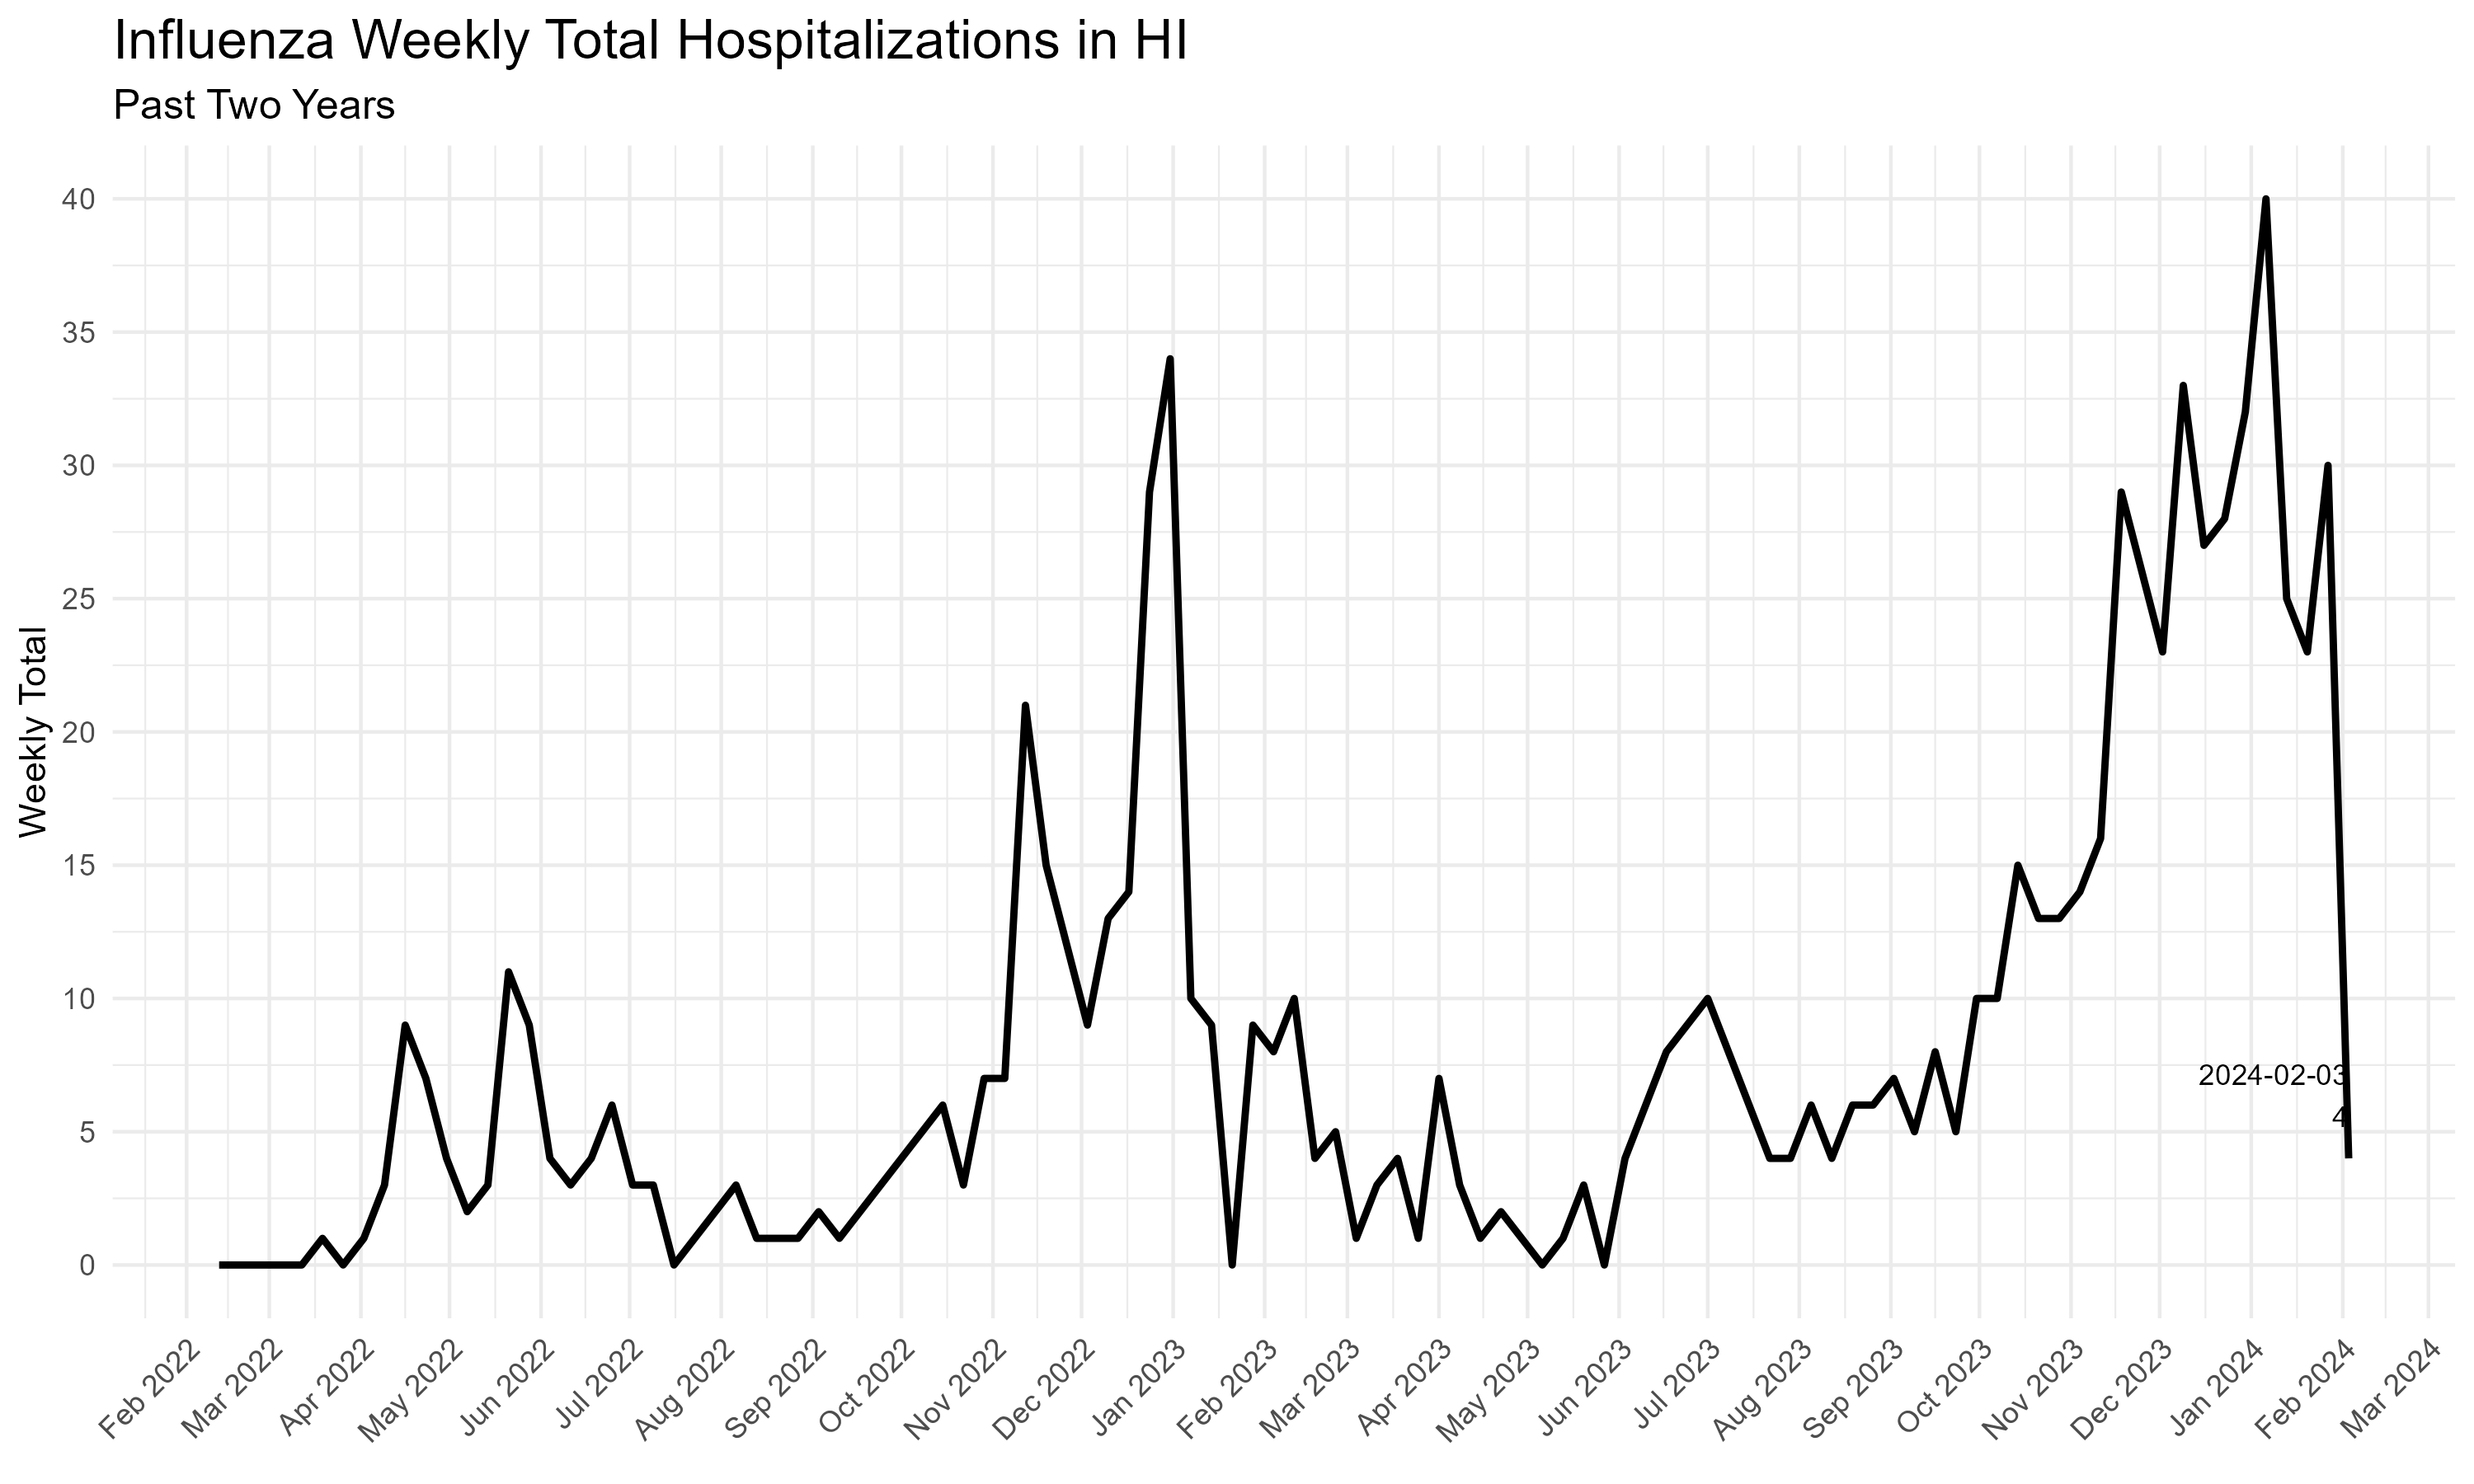 Influenza Weekly Total Hospitalizations in HI
Past Two Years
Weekly Total
40
35
30
25
20
15
10
5
0
2024-02-03
4
Feb 2022
Mar 2022
Apr 2022
May 2022
Jun 2022
Jul 2022
Aug 2022
Sep 2022
Oct 2022
Nov 2022
Dec 2022
Jan 2023
Feb 2023
Mar 2023
Apr 2023
May 2023
Jun 2023
Jul 2023
Aug 2023
Sep 2023
Oct 2023
Nov 2023
Dec 2023
Jan 2024
Feb 2024
Mar 2024